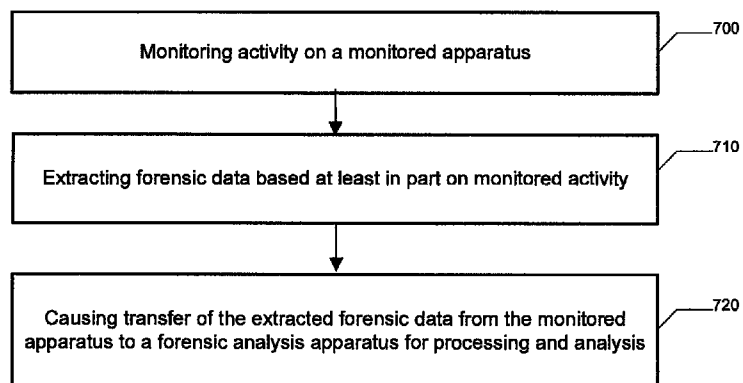 700
Monitoring activity on a monitored apparatus
710
Extracting forensic data based at least in part on monitored activity
720
Causing transfer of the extracted forensic data from the monitored
apparatus to a forensic analysis apparatus for processing and analysis